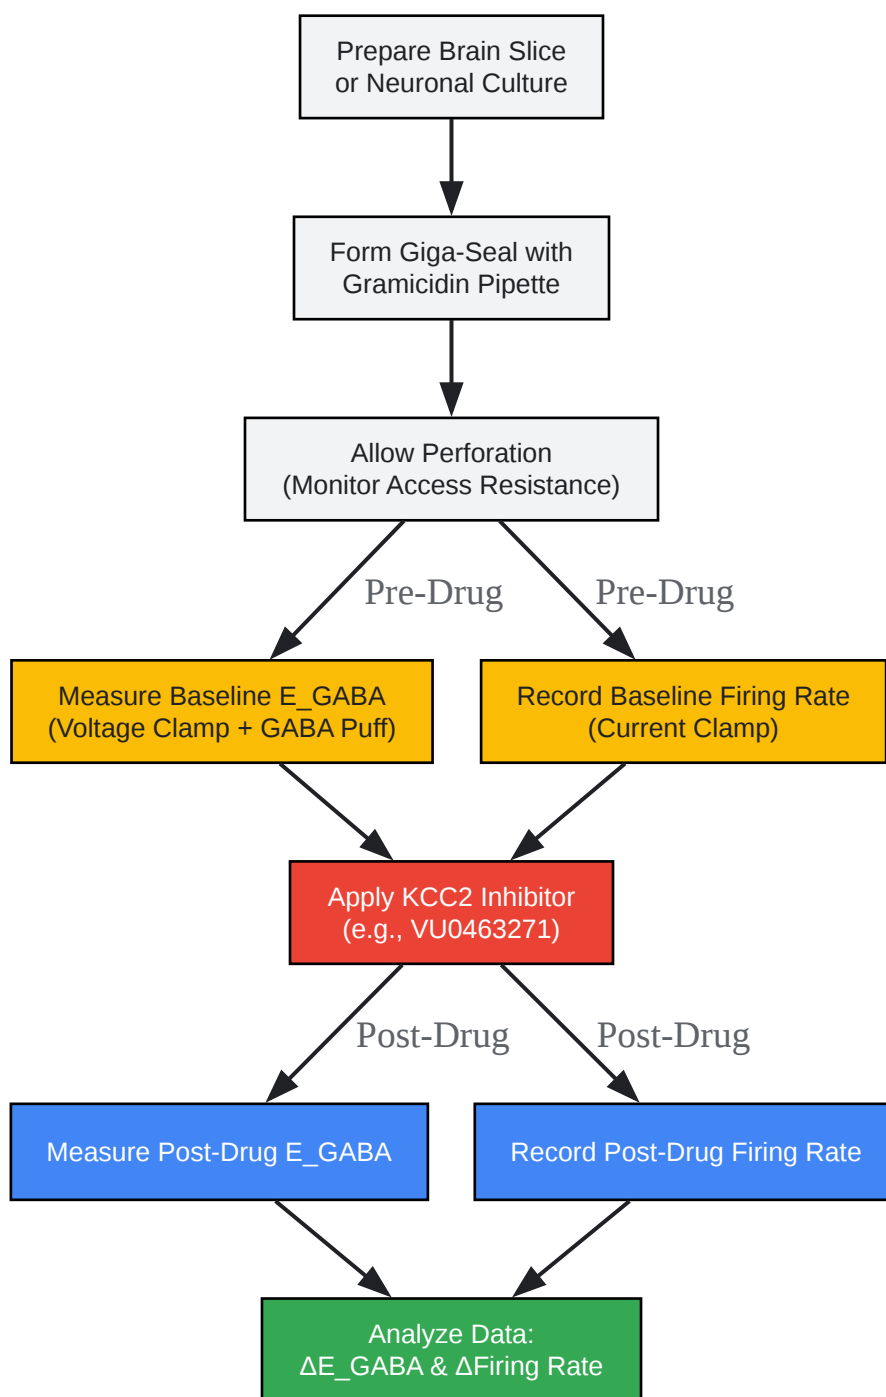 Prepare Brain Slice
or Neuronal Culture
Form Giga-Seal with
Gramicidin Pipette
Allow Perforation
(Monitor Access Resistance)
Pre-Drug
Pre-Drug
Measure Baseline E_GABA
(Voltage Clamp + GABA Puff)
Record Baseline Firing Rate
(Current Clamp)
Apply KCC2 Inhibitor
(e.g., VU0463271)
Post-Drug
Post-Drug
Measure Post-Drug E_GABA
Record Post-Drug Firing Rate
Analyze Data:
ΔE_GABA & ΔFiring Rate